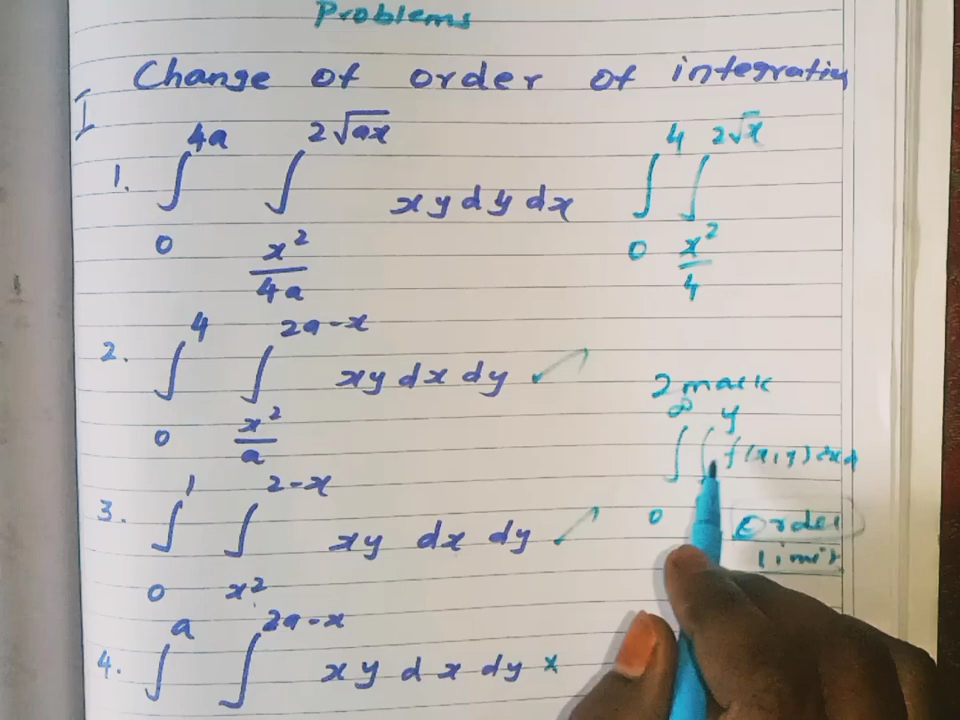 Problems
Change of order of integration
I
1. ∫₀^{4a} ∫_{x²/4a}^{2√ax} xy dy dx
∫₀^{4} ∫_{x²/4}^{2√x}
2. ∫₀^{4} ∫_{x²/a}^{2a-x} xy dx dy ✓
2 mark
∫₀^{∞} ∫^{y} f(x,y) dx
order
limit
3. ∫₀^{1} ∫_{x²}^{2-x} xy dx dy ✓
4. ∫^{a} ∫^{2a-x} xy dx dy *